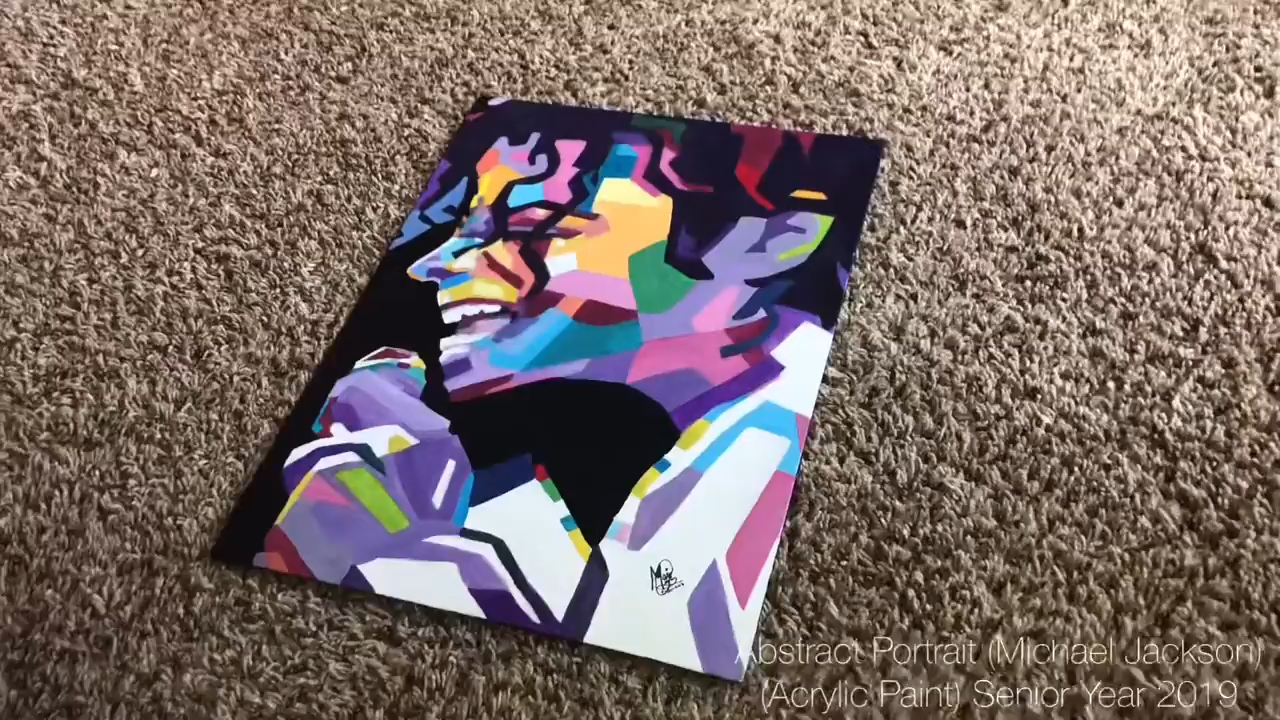 Abstract Portrait (Michael Jackson)
(Acrylic Paint) Senior Year 2019